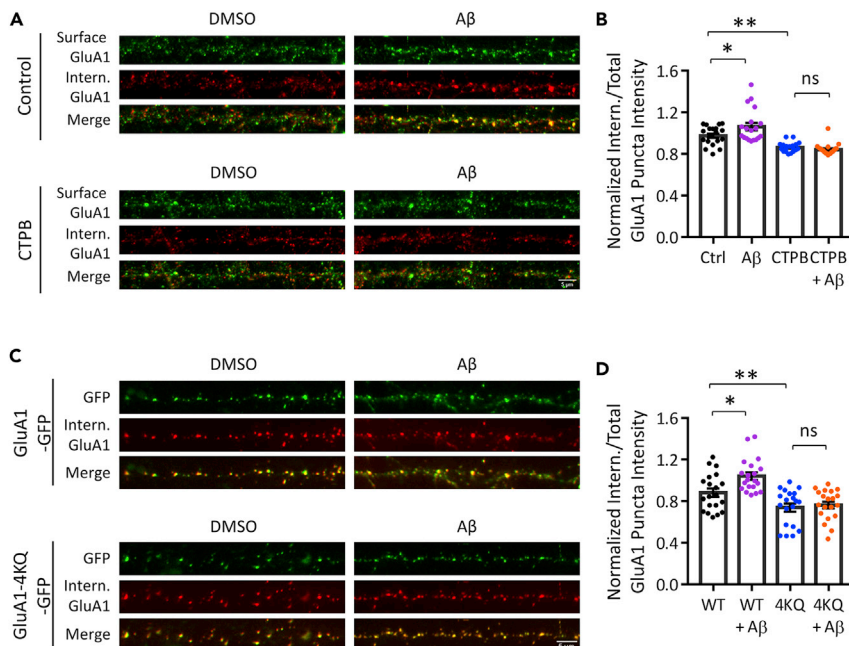 A
DMSO
Aβ
Control
Surface
GluA1
Intern.
GluA1
Merge
CTPB
Surface
GluA1
Intern.
GluA1
Merge
5 μm
B
Normalized Intern./Total
GluA1 Puncta Intensity
**
*
ns
1.6
1.2
0.8
0.4
0.0
Ctrl
Aβ
CTPB
CTPB
+ Aβ
C
DMSO
Aβ
GluA1
-GFP
GFP
Intern.
GluA1
Merge
DMSO
Aβ
GluA1-4KQ
-GFP
GFP
Intern.
GluA1
Merge
5 μm
D
Normalized Intern./Total
GluA1 Puncta Intensity
**
*
ns
1.6
1.2
0.8
0.4
0.0
WT
WT
+ Aβ
4KQ
4KQ
+ Aβ